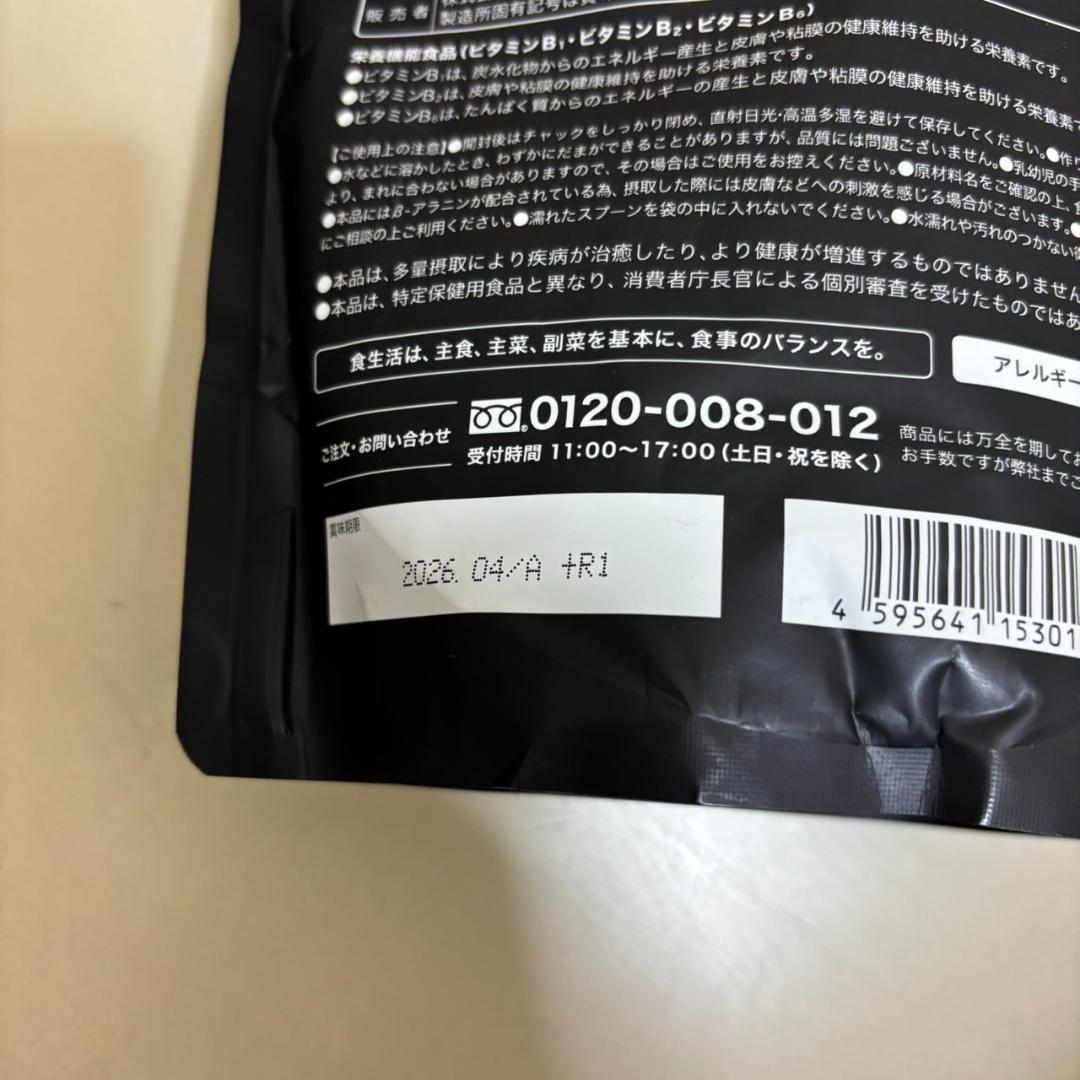 販売者
製造所固有記号は
栄養機能食品(ビタミンB₁・ビタミンB₂・ビタミンB₆)
●ビタミンB₁は、炭水化物からのエネルギー産生と皮膚や粘膜の健康維持を助ける栄養素です。
●ビタミンB₂は、皮膚や粘膜の健康維持を助ける栄養素です。
●ビタミンB₆は、たんぱく質からのエネルギーの産生と皮膚や粘膜の健康維持を助ける栄養素
【ご使用上の注意】●開封後はチャックをしっかり閉め、直射日光・高温多湿を避けて保存してください。●作
●水などに溶かしたとき、わずかにだまができることがありますが、品質には問題ございません。●乳幼児の手
より、まれに合わない場合がありますので、その場合はご使用をお控えください。●原材料名をご確認の上、
●本品にはβ-アラニンが配合されている為、摂取した際には皮膚などへの刺激を感じる場合がございます。
にご相談の上ご利用ください。●濡れたスプーンを袋の中に入れないでください。●水濡れや汚れのつかない
●本品は、多量摂取により疾病が治癒したり、より健康が増進するものではありません
●本品は、特定保健用食品と異なり、消費者庁長官による個別審査を受けたものではあ
食生活は、主食、主菜、副菜を基本に、食事のバランスを。
アレルギー
ご注文・お問い合わせ
0120-008-012
受付時間 11:00～17:00(土日・祝を除く)
商品には万全を期してお
お手数ですが弊社までご
賞味期限
2026. 04/A +R1
4 595641 15301